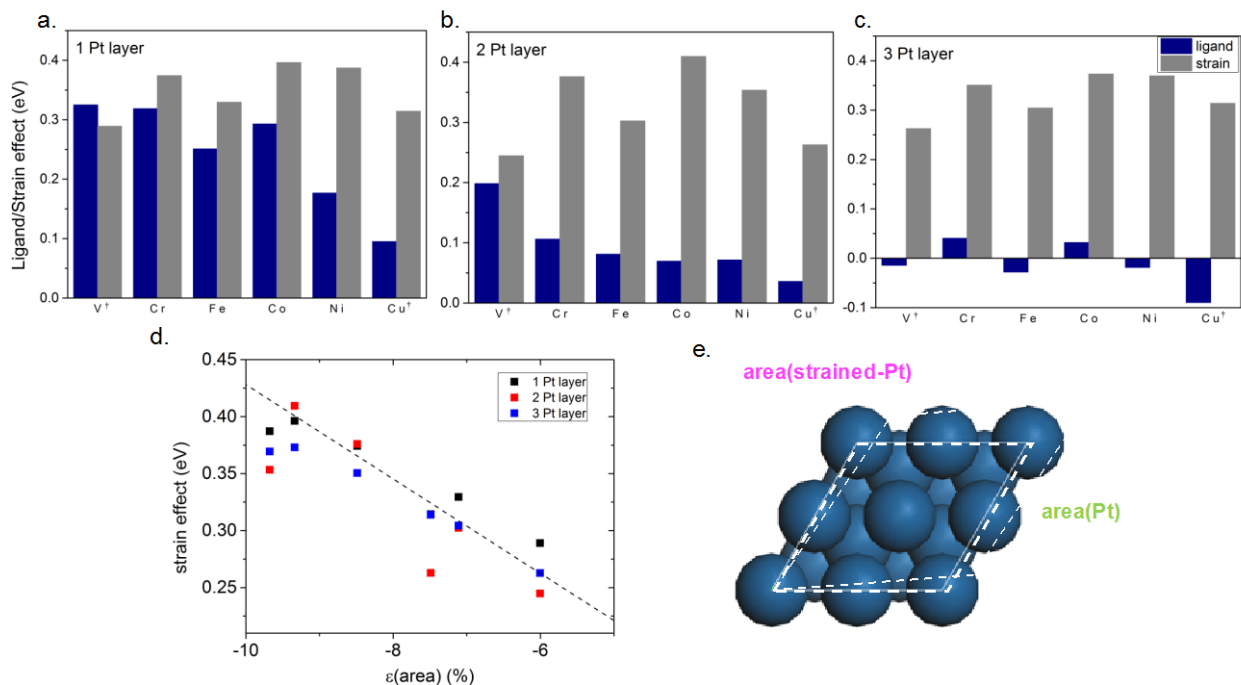 a.
1 Pt layer
Ligand/Strain effect (eV)
0.4
0.3
0.2
0.1
0.0
V† Cr Fe Co Ni Cu†
b.
2 Pt layer
0.4
0.3
0.2
0.1
0.0
V† Cr Fe Co Ni Cu†
c.
3 Pt layer
ligand
strain
0.4
0.3
0.2
0.1
0.0
-0.1
V† Cr Fe Co Ni Cu†
d.
strain effect (eV)
0.45
0.40
0.35
0.30
0.25
1 Pt layer
2 Pt layer
3 Pt layer
-10 -8 -6
ε(area) (%)
e.
area(strained-Pt)
area(Pt)